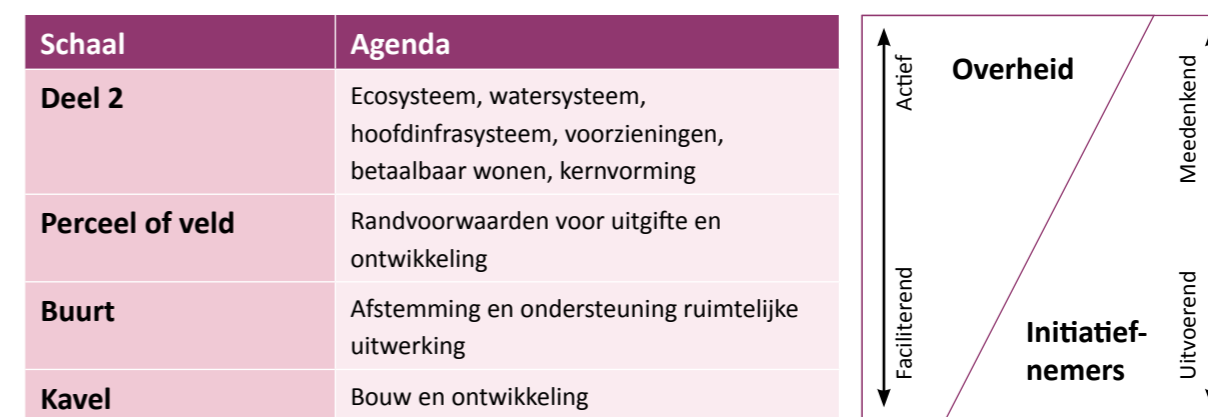 Schaal
Agenda
Deel 2
Ecosysteem, watersysteem,
hoofdinfrasysteem, voorzieningen,
betaalbaar wonen, kernvorming
Perceel of veld
Randvoorwaarden voor uitgifte en
ontwikkeling
Buurt
Afstemming en ondersteuning ruimtelijke
uitwerking
Kavel
Bouw en ontwikkeling
Actief
Faciliterend
Overheid
Initiatief-
nemers
Meedenkend
Uitvoerend